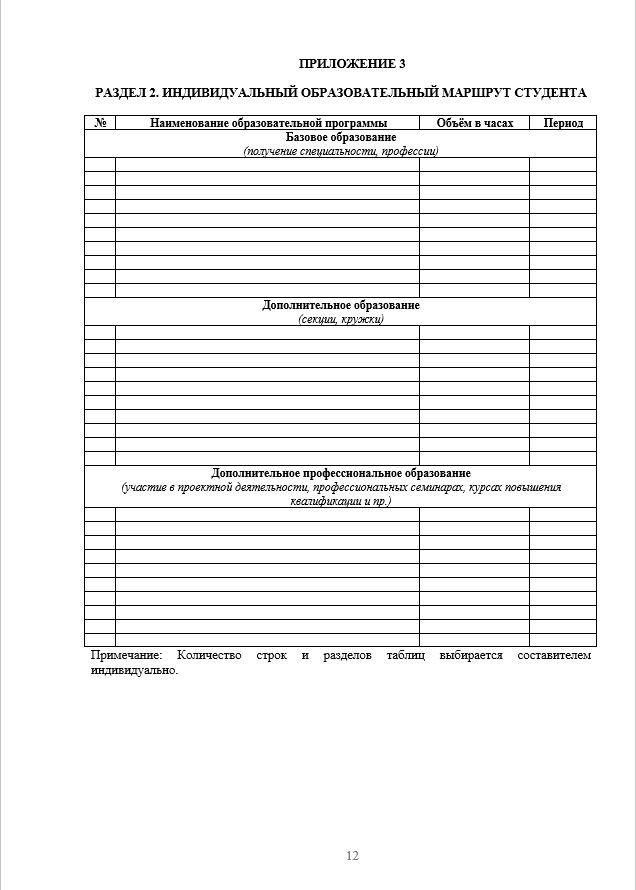 ПРИЛОЖЕНИЕ 3
РАЗДЕЛ 2. ИНДИВИДУАЛЬНЫЙ ОБРАЗОВАТЕЛЬНЫЙ МАРШРУТ СТУДЕНТА
№ Наименование образовательной программы Объём в часах Период
Базовое образование
(получение специальности, профессии)
Дополнительное образование
(секции, кружки)
Дополнительное профессиональное образование
(участие в проектной деятельности, профессиональных семинарах, курсах повышения
квалификации и пр.)
Примечание: Количество строк и разделов таблиц выбирается составителем
индивидуально.
12